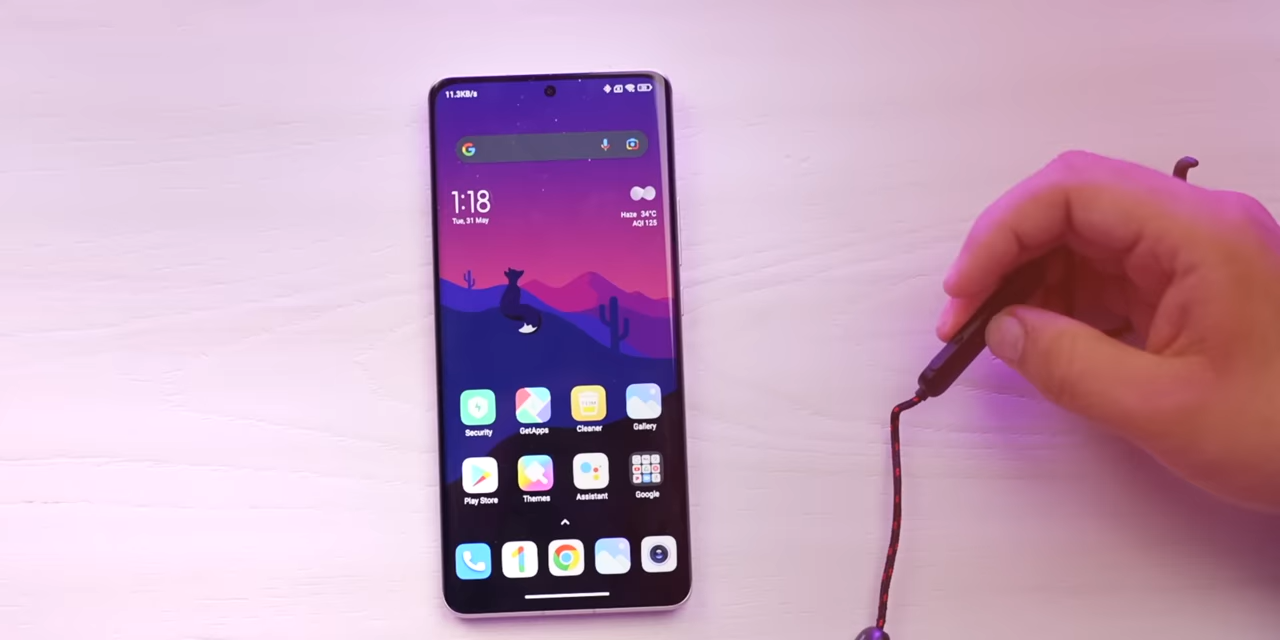 11.3KB/s
1:18
Tue, 31 May
Haze 34°C
AQI 125
Security
GetApps
Cleaner
Gallery
Play Store
Themes
Assistant
Google